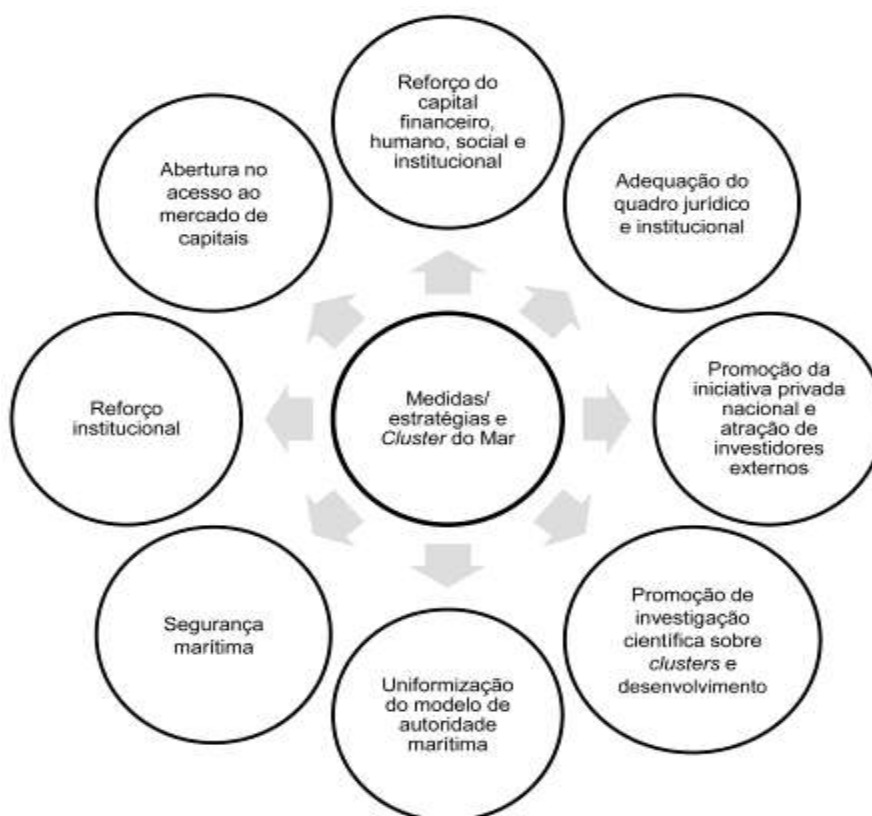 Reforço do
capital
financeiro,
humano, social e
institucional
Adequação do
quadro jurídico
e institucional
Promoção da
iniciativa privada
nacional e
atração de
investidores
externos
Promoção de
investigação
científica sobre
clusters e
desenvolvimento
Uniformização
do modelo de
autoridade
marítima
Segurança
marítima
Reforço
institucional
Abertura no
acesso ao
mercado de
capitais
Medidas/
estratégias e
Cluster do Mar